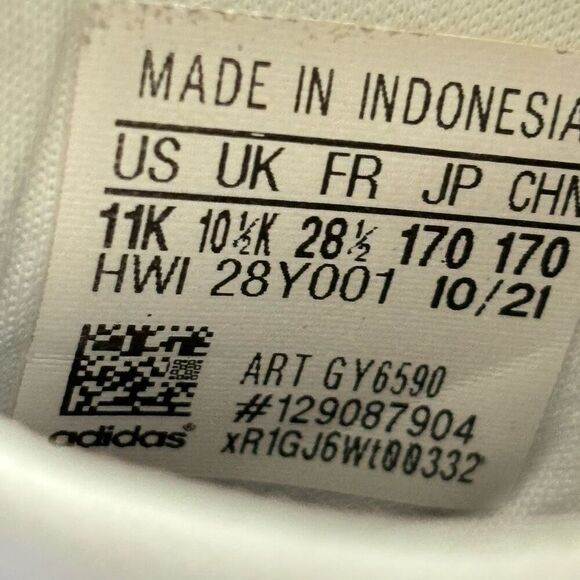 MADE IN INDONESIA
US UK FR JP CHN
11K 10½K 28½ 170 170
HWI 28Y001 10/21
ART GY6590
#129087904
adidas®
xR1GJ6Wt00332